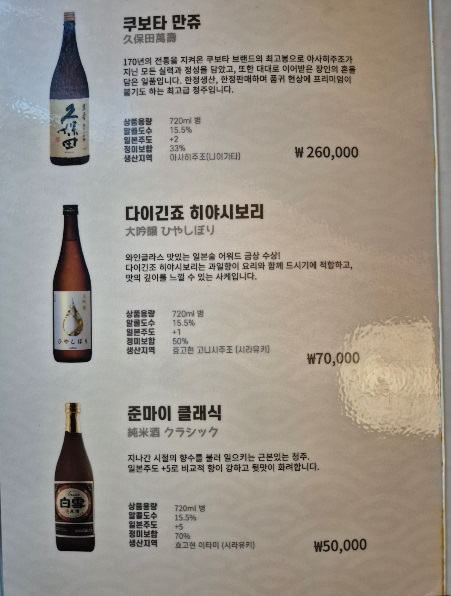 쿠보타 만쥬
久保田萬壽
170년의 전통을 지켜온 쿠보타 브랜드의 최고봉으로 아사히주조가
지닌 모든 실력과 정성을 담았고, 또한 대대로 이어받은 장인의 혼을
담은 일품입니다. 한정생산, 한정판매하며 품귀 현상에 프리미엄이
붙기도 하는 최고급 정주입니다.
상품용량 720ml 병
알콜도수 15.5%
일본주도 +2
정미보합 33%
생산지역 아사히주조(니이가타)
₩ 260,000
久保田
다이긴죠 히야시보리
大吟醸 ひやしぼり
와인글라스 맛있는 일본술 어워드 금상 수상!
다이긴조 히야시보리는 과일향이 요리와 함께 드시기에 적합하고,
맛의 깊이를 느낄 수 있는 사케입니다.
상품용량 720ml 병
알콜도수 15.5%
일본주도 +1
정미보합 50%
생산지역 효고현 고니시주조 (시라유키)
₩70,000
ひやしぼり
준마이 클래식
純米酒 クラシック
지나간 시절의 향수를 불러 일으키는 근본있는 정주.
일본주도 +5로 비교적 향이 강하고 뒷맛이 화려합니다.
상품용량 720ml 병
알콜도수 15.5%
일본주도 +5
정미보합 70%
생산지역 효고현 이타미 (시라유키)
₩50,000
白雪